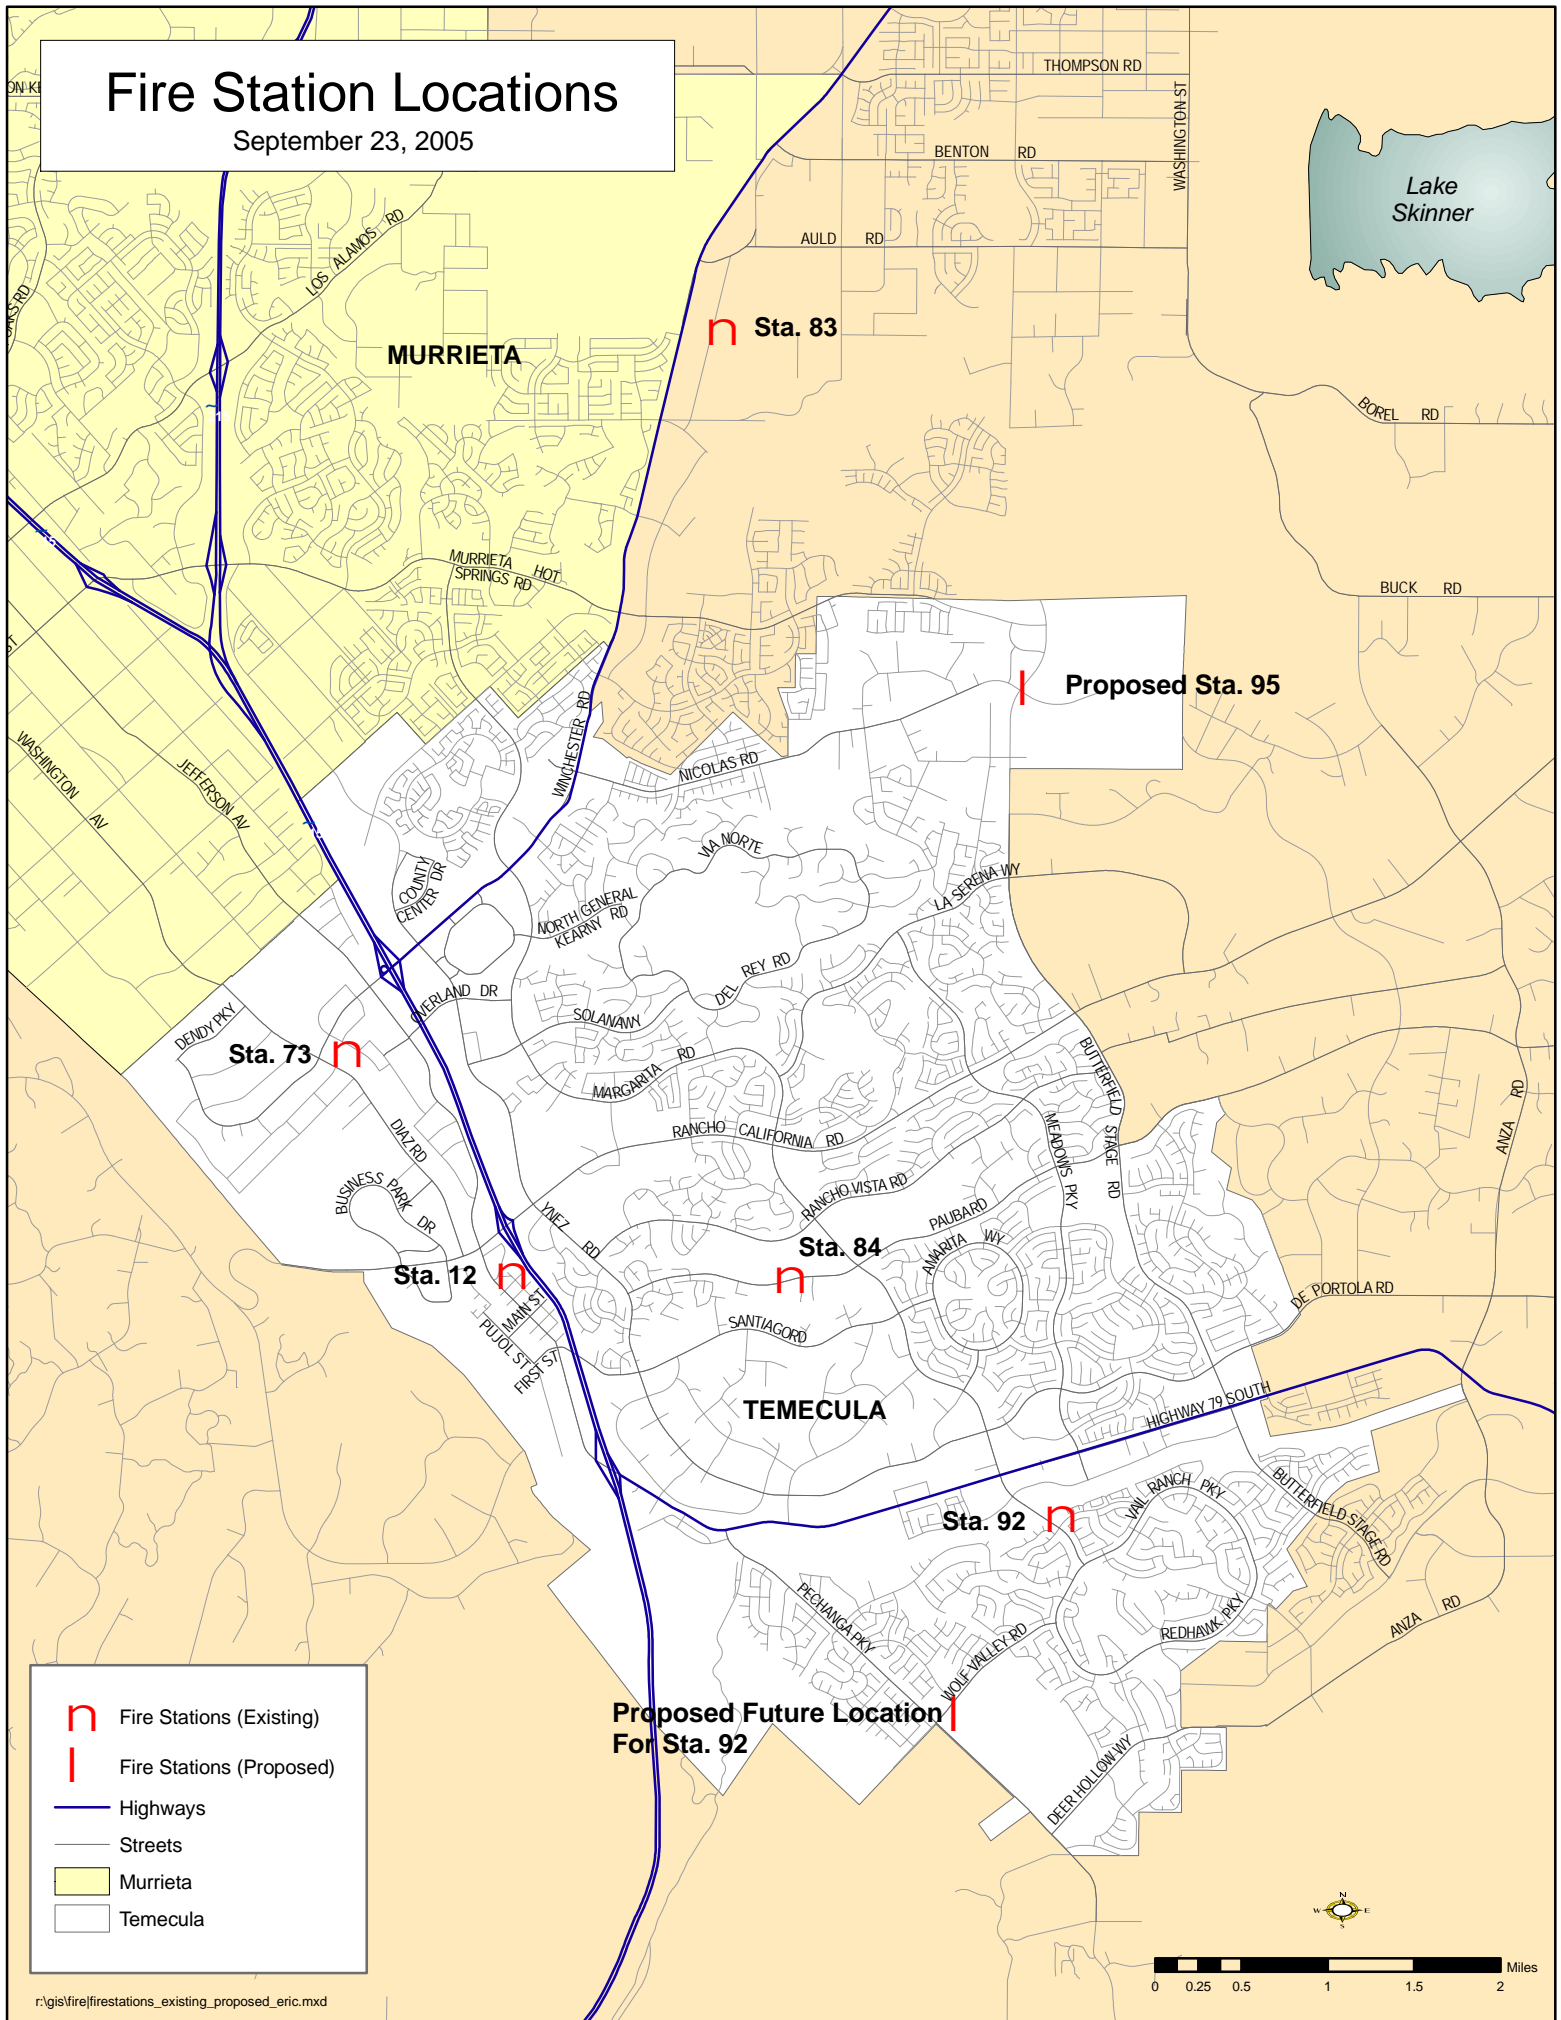 Fire Station Locations
September 23, 2005
THOMPSON RD
WASHINGTON ST
BENTON RD
Lake
Skinner
LOS ALAMOS RD
AULD RD
Sta. 83
MURRIETA
BOREL RD
MURRIETA HOT
SPRINGS RD
BUCK RD
Proposed Sta. 95
WINCHESTER RD
WASHINGTON AV
JEFFERSON AV
NICOLAS RD
VIA NORTE
COUNTY
CENTER DR
LA SERENA WY
NORTH GENERAL
KEARNY RD
DEL REY RD
OVERLAND DR
SOLANAWY
DENDY PKY
Sta. 73
MARGARITA RD
BUTTERFIELD STAGE RD
ANZA RD
DIAZ RD
RANCHO CALIFORNIA RD
MEADOWS PKY
BUSINESS PARK DR
RANCHO VISTA RD
YNEZ RD
PAUBARD
Sta. 84
AMARITA WY
Sta. 12
MAIN ST
PUJOL ST
FIRST ST
SANTIAGORD
DE PORTOLA RD
TEMECULA
HIGHWAY 79 SOUTH
Sta. 92
VAIL RANCH PKY
BUTTERFIELD STAGE RD
PECHANGA PKY
WOLF VALLEY RD
REDHAWK PKY
ANZA RD
Proposed Future Location
For Sta. 92
DEER HOLLOW WY
n Fire Stations (Existing)
l Fire Stations (Proposed)
Highways
Streets
Murrieta
Temecula
N
W E
S
Miles
0 0.25 0.5 1 1.5 2
r:\gis\fire|firestations_existing_proposed_eric.mxd